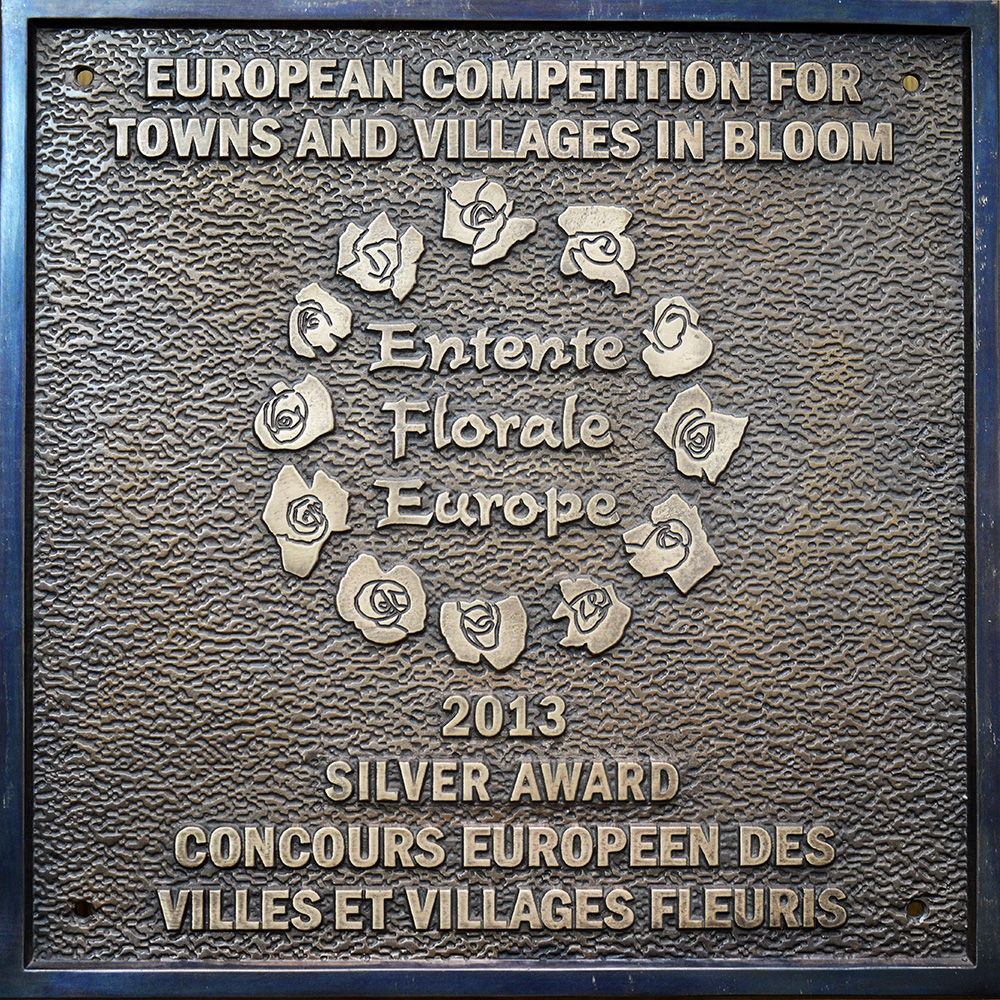 EUROPEAN COMPETITION FOR
TOWNS AND VILLAGES IN BLOOM
Entente
Florale
Europe
2013
SILVER AWARD
CONCOURS EUROPEEN DES
VILLES ET VILLAGES FLEURIS